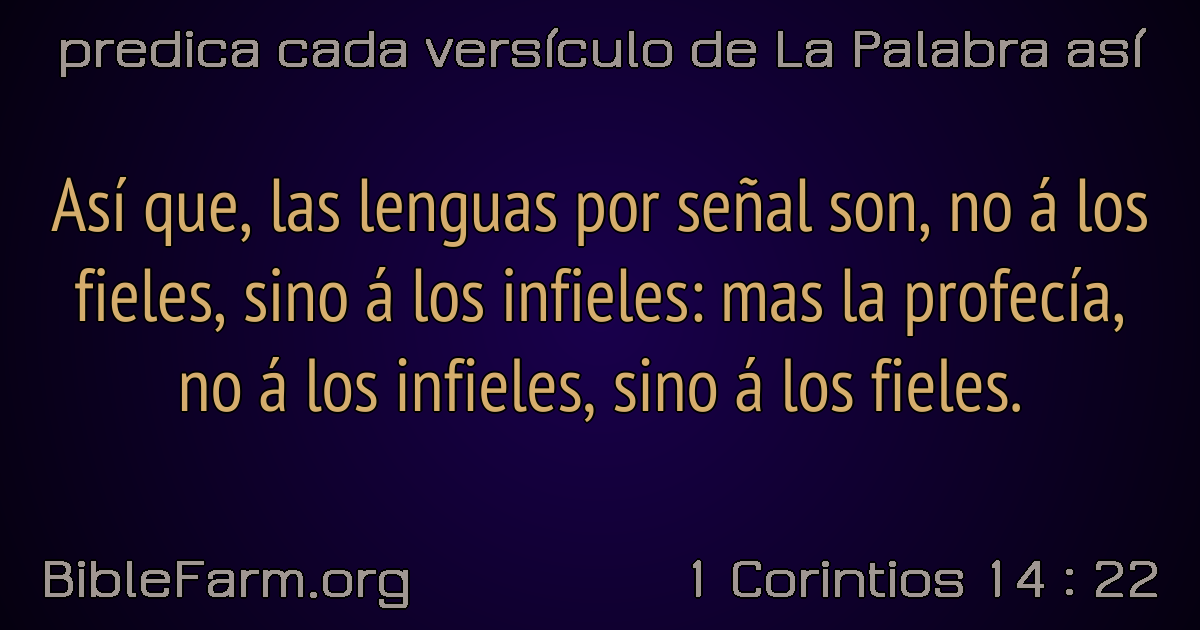 predica cada versículo de La Palabra así
Así que, las lenguas por señal son, no á los
fieles, sino á los infieles: mas la profecía,
no á los infieles, sino á los fieles.
BibleFarm.org
1 Corintios 14 : 22